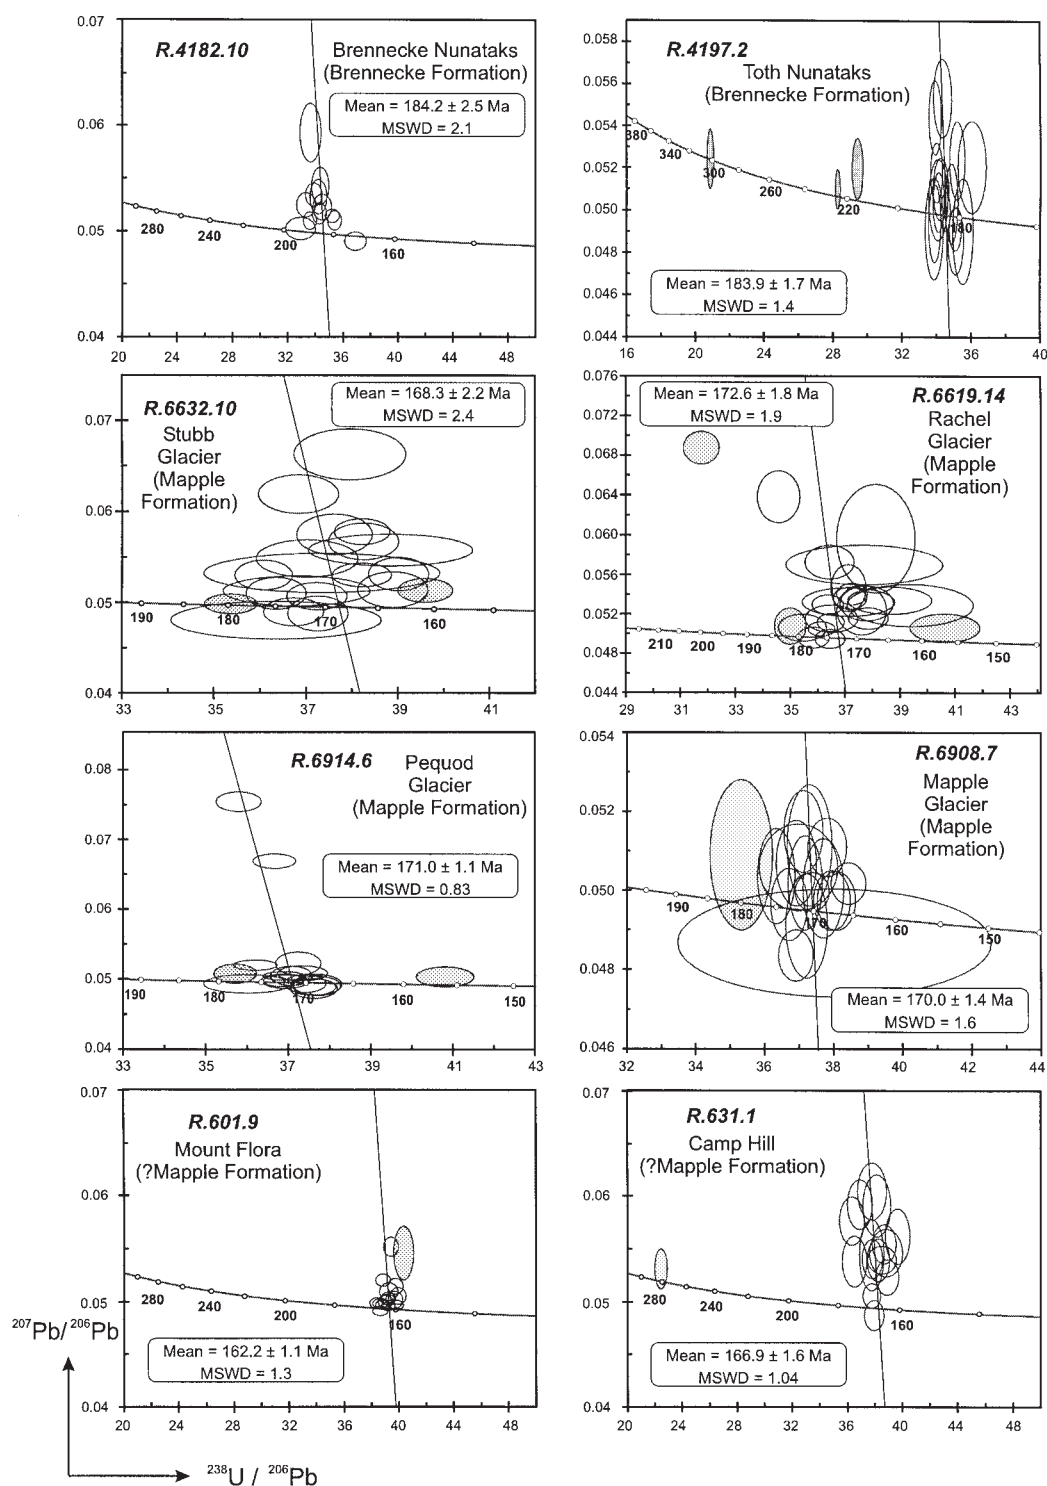 R.4182.10
Brennecke Nunataks
(Brennecke Formation)
Mean = 184.2 ± 2.5 Ma
MSWD = 2.1
0.07
0.06
0.05
0.04
280
240
200
160
20 24 28 32 36 40 44 48
R.4197.2
Toth Nunataks
(Brennecke Formation)
0.058
0.056
0.054
0.052
0.050
0.048
0.046
0.044
380
340
300
260
220
180
Mean = 183.9 ± 1.7 Ma
MSWD = 1.4
16 20 24 28 32 36 40
R.6632.10
Stubb
Glacier
(Mapple
Formation)
Mean = 168.3 ± 2.2 Ma
MSWD = 2.4
0.07
0.06
0.05
0.04
190 180 170 160
33 35 37 39 41
Mean = 172.6 ± 1.8 Ma
MSWD = 1.9
R.6619.14
Rachel
Glacier
(Mapple
Formation)
0.076
0.072
0.068
0.064
0.060
0.056
0.052
0.048
0.044
210 200 190 180 170 160 150
29 31 33 35 37 39 41 43
R.6914.6
Pequod
Glacier
(Mapple Formation)
Mean = 171.0 ± 1.1 Ma
MSWD = 0.83
0.08
0.07
0.06
0.05
0.04
190 180 170 160 150
33 35 37 39 41 43
R.6908.7
Mapple
Glacier
(Mapple
Formation)
0.054
0.052
0.050
0.048
0.046
190 180 170 160 150
Mean = 170.0 ± 1.4 Ma
MSWD = 1.6
32 34 36 38 40 42 44
R.601.9
Mount Flora
(?Mapple Formation)
0.07
0.06
0.05
0.04
280 240 200 160
Mean = 162.2 ± 1.1 Ma
MSWD = 1.3
20 24 28 32 36 40 44 48
R.631.1
Camp Hill
(?Mapple Formation)
0.07
0.06
0.05
0.04
280 240 200 160
Mean = 166.9 ± 1.6 Ma
MSWD = 1.04
20 24 28 32 36 40 44 48
207Pb/206Pb
238U / 206Pb